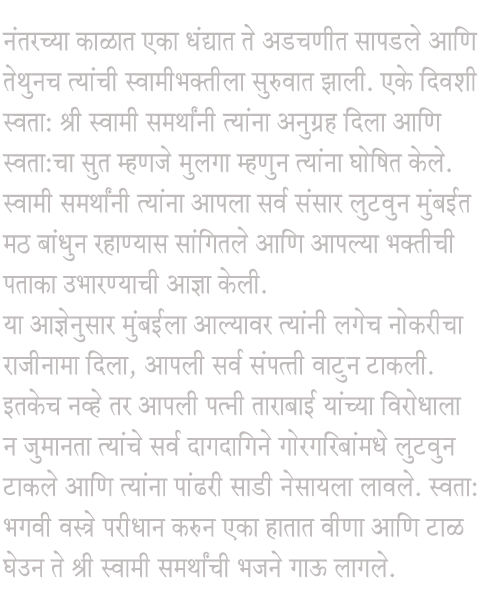 नंतरच्या काळात एका धंद्यात ते अडचणीत सापडले आणि
तेथुनच त्यांची स्वामीभक्तीला सुरुवात झाली. एके दिवशी
स्वता: श्री स्वामी समर्थांनी त्यांना अनुग्रह दिला आणि
स्वता:चा सुत म्हणजे मुलगा म्हणुन त्यांना घोषित केले.
स्वामी समर्थांनी त्यांना आपला सर्व संसार लुटवुन मुंबईत
मठ बांधुन रहाण्यास सांगितले आणि आपल्या भक्तीची
पताका उभारण्याची आज्ञा केली.
या आज्ञेनुसार मुंबईला आल्यावर त्यांनी लगेच नोकरीचा
राजीनामा दिला, आपली सर्व संपत्ती वाटुन टाकली.
इतकेच नव्हे तर आपली पत्नी ताराबाई यांच्या विरोधाला
न जुमानता त्यांचे सर्व दागदागिने गोरगरिबांमधे लुटवुन
टाकले आणि त्यांना पांढरी साडी नेसायला लावले. स्वता:
भगवी वस्त्रे परीधान करुन एका हातात वीणा आणि टाळ
घेउन ते श्री स्वामी समर्थांची भजने गाऊ लागले.